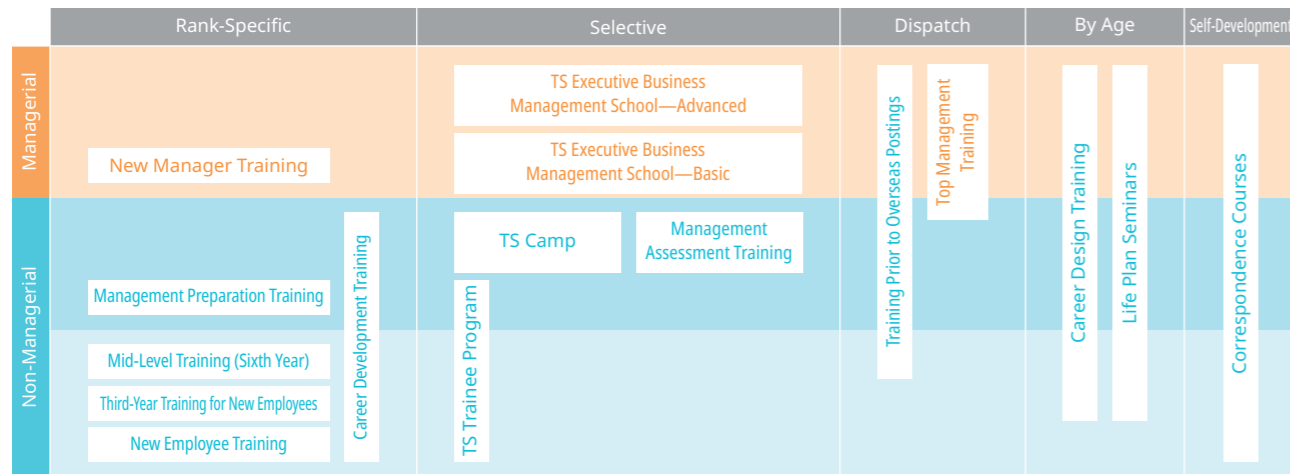 Rank-Specific
Selective
Dispatch
By Age
Self-Development
Managerial
Non-Managerial
New Manager Training
Management Preparation Training
Mid-Level Training (Sixth Year)
Third-Year Training for New Employees
New Employee Training
Career Development Training
TS Executive Business
Management School—Advanced
TS Executive Business
Management School—Basic
TS Camp
Management
Assessment Training
TS Trainee Program
Training Prior to Overseas Postings
Top Management
Training
Career Design Training
Life Plan Seminars
Correspondence Courses